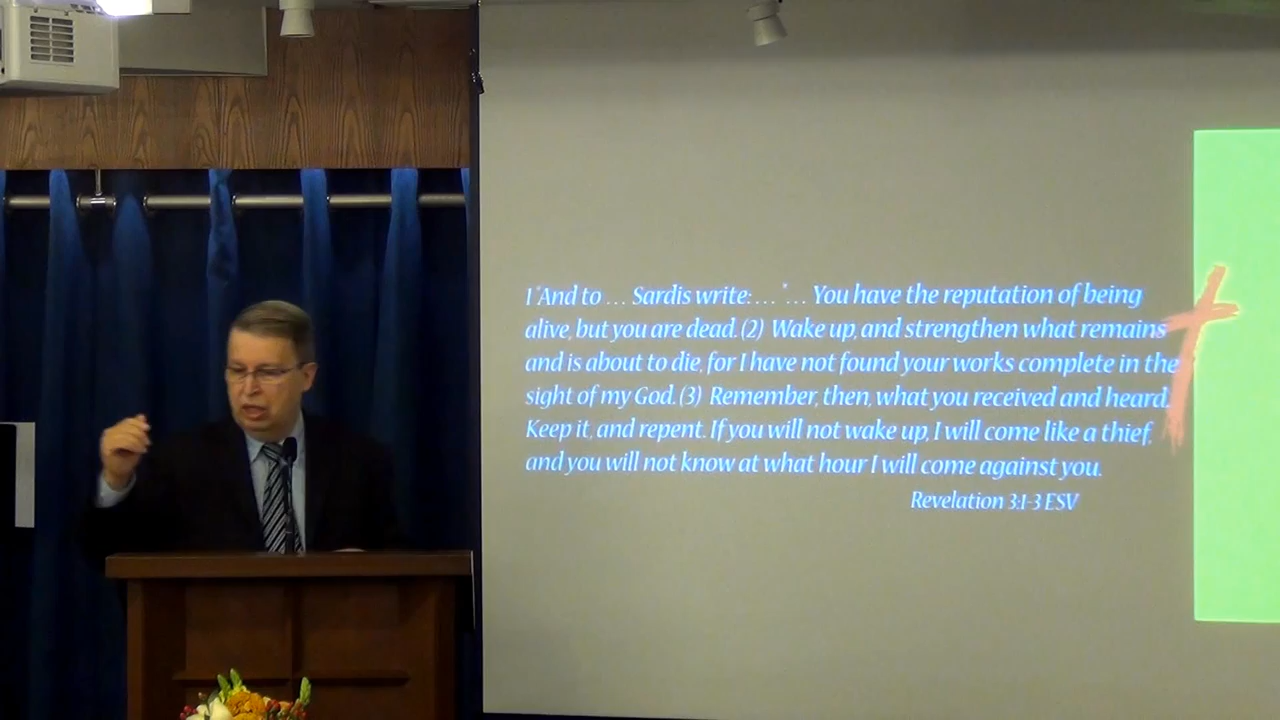 1 "And to … Sardis write: … "… You have the reputation of being
alive, but you are dead. (2) Wake up, and strengthen what remains
and is about to die, for I have not found your works complete in the
sight of my God. (3) Remember, then, what you received and heard.
Keep it, and repent. If you will not wake up, I will come like a thief,
and you will not know at what hour I will come against you.
Revelation 3:1-3 ESV